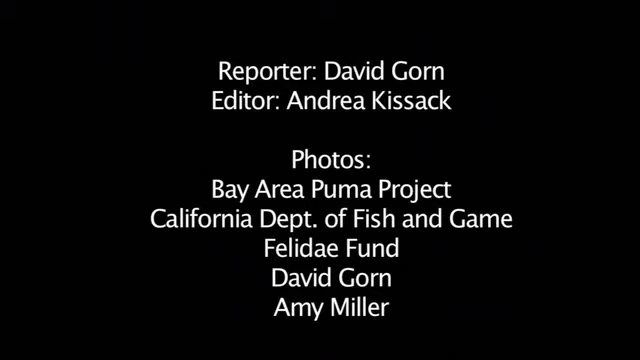 Reporter: David Gorn
Editor: Andrea Kissack
Photos:
Bay Area Puma Project
California Dept. of Fish and Game
Felidae Fund
David Gorn
Amy Miller